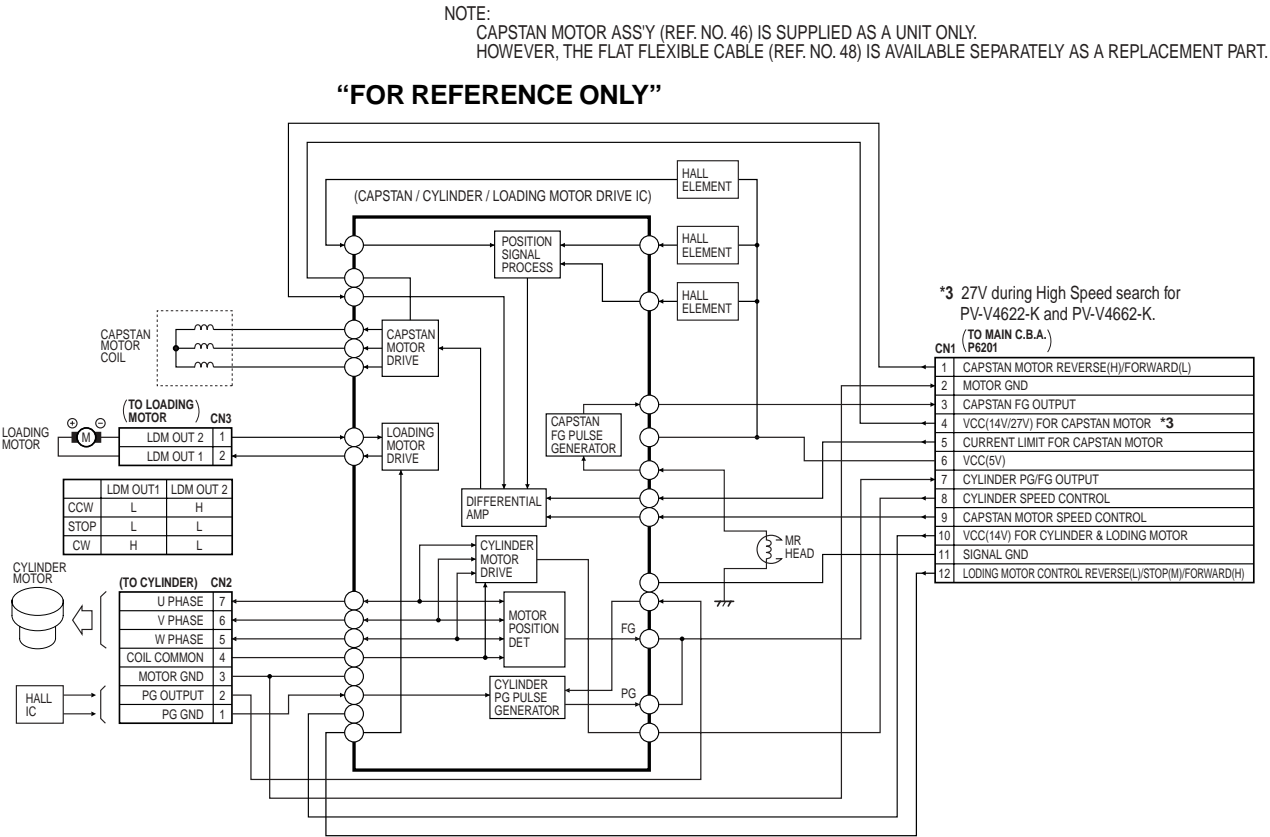 NOTE:
CAPSTAN MOTOR ASS'Y (REF. NO. 46) IS SUPPLIED AS A UNIT ONLY.
HOWEVER, THE FLAT FLEXIBLE CABLE (REF. NO. 48) IS AVAILABLE SEPARATELY AS A REPLACEMENT PART.
“FOR REFERENCE ONLY”
(CAPSTAN / CYLINDER / LOADING MOTOR DRIVE IC)
HALL
ELEMENT
HALL
ELEMENT
HALL
ELEMENT
POSITION
SIGNAL
PROCESS
CAPSTAN
MOTOR
COIL
CAPSTAN
MOTOR
DRIVE
(TO LOADING
MOTOR) CN3
LOADING
MOTOR
⊕ M ⊖
LDM OUT 2 1
LDM OUT 1 2
LOADING
MOTOR
DRIVE
CAPSTAN
FG PULSE
GENERATOR
DIFFERENTIAL
AMP
LDM OUT1 LDM OUT 2
CCW L H
STOP L L
CW H L
CYLINDER
MOTOR
DRIVE
MR
HEAD
CYLINDER
MOTOR
(TO CYLINDER) CN2
U PHASE 7
V PHASE 6
W PHASE 5
COIL COMMON 4
MOTOR GND 3
PG OUTPUT 2
PG GND 1
HALL
IC
MOTOR
POSITION
DET
FG
CYLINDER
PG PULSE
GENERATOR
PG
*3 27V during High Speed search for
PV-V4622-K and PV-V4662-K.
(TO MAIN C.B.A.
CN1 P6201)
1 CAPSTAN MOTOR REVERSE(H)/FORWARD(L)
2 MOTOR GND
3 CAPSTAN FG OUTPUT
4 VCC(14V/27V) FOR CAPSTAN MOTOR *3
5 CURRENT LIMIT FOR CAPSTAN MOTOR
6 VCC(5V)
7 CYLINDER PG/FG OUTPUT
8 CYLINDER SPEED CONTROL
9 CAPSTAN MOTOR SPEED CONTROL
10 VCC(14V) FOR CYLINDER & LODING MOTOR
11 SIGNAL GND
12 LODING MOTOR CONTROL REVERSE(L)/STOP(M)/FORWARD(H)